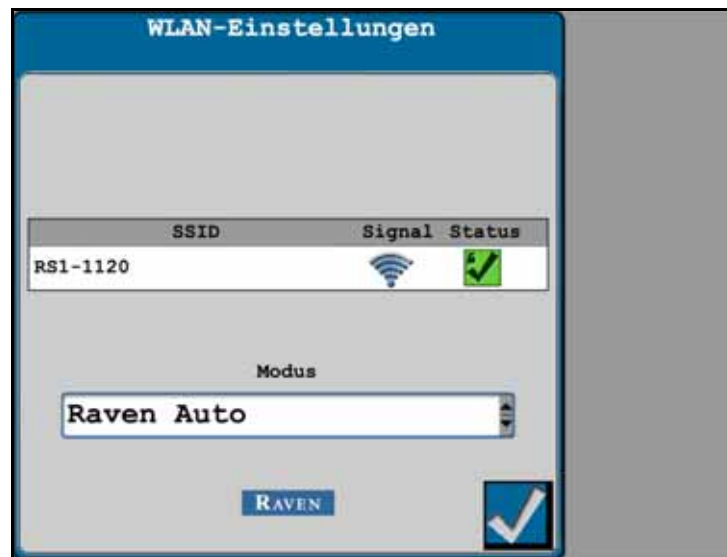 WLAN-Einstellungen
SSID Signal Status
RS1-1120
Modus
Raven Auto
RAVEN